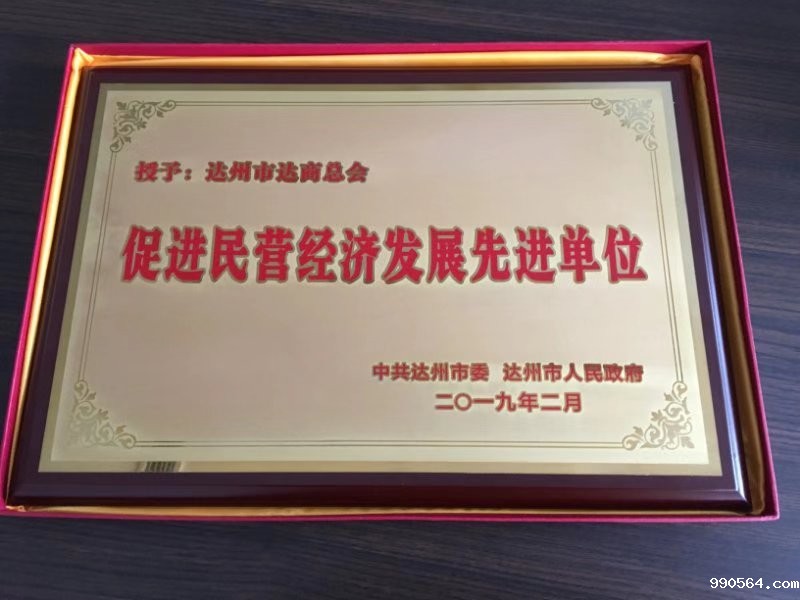 授予：达州市达商总会
促进民营经济发展先进单位
中共达州市委 达州市人民政府
二〇一九年二月
990564.com